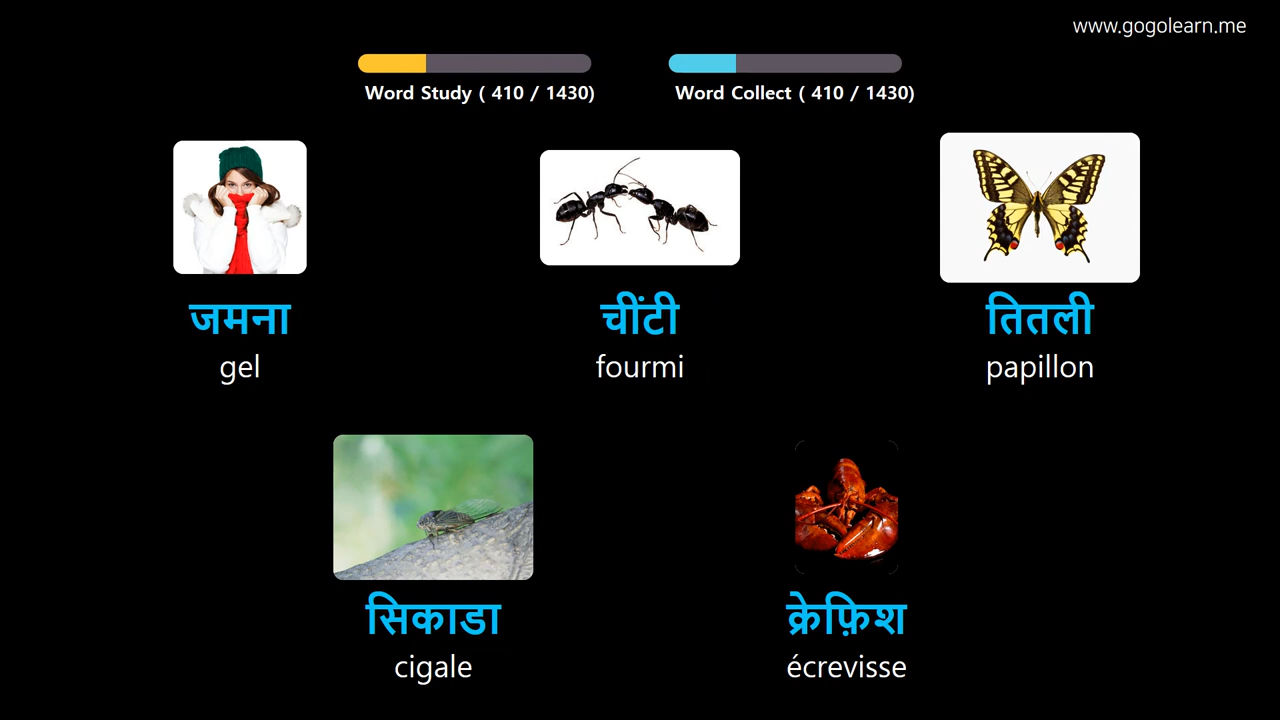 www.gogolearn.me
Word Study ( 410 / 1430)
Word Collect ( 410 / 1430)
जमना
gel
चींटी
fourmi
तितली
papillon
सिकाडा
cigale
क्रेफ़िश
écrevisse